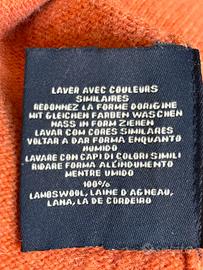 LAVER AVEC COULEURS
SIMILAIRES
REDONNEZ LA FORME DORIGINE
MIT GLEICHEN FARBEN WASCHEN
NASS IN FORM ZIEHEN
LAVAR COM CORES SIMILARES
VOLTAR A DAR FORMA ENQUANTO
HUMIDO
LAVARE CON CAPI DI COLORI SIMILI
RIDARE FORMA ALL'INDUMENTO
MENTRE UMIDO
100%
LAMBSWOOL, LAINE D'AGNEAU,
LANA, LA DE CORDEIRO